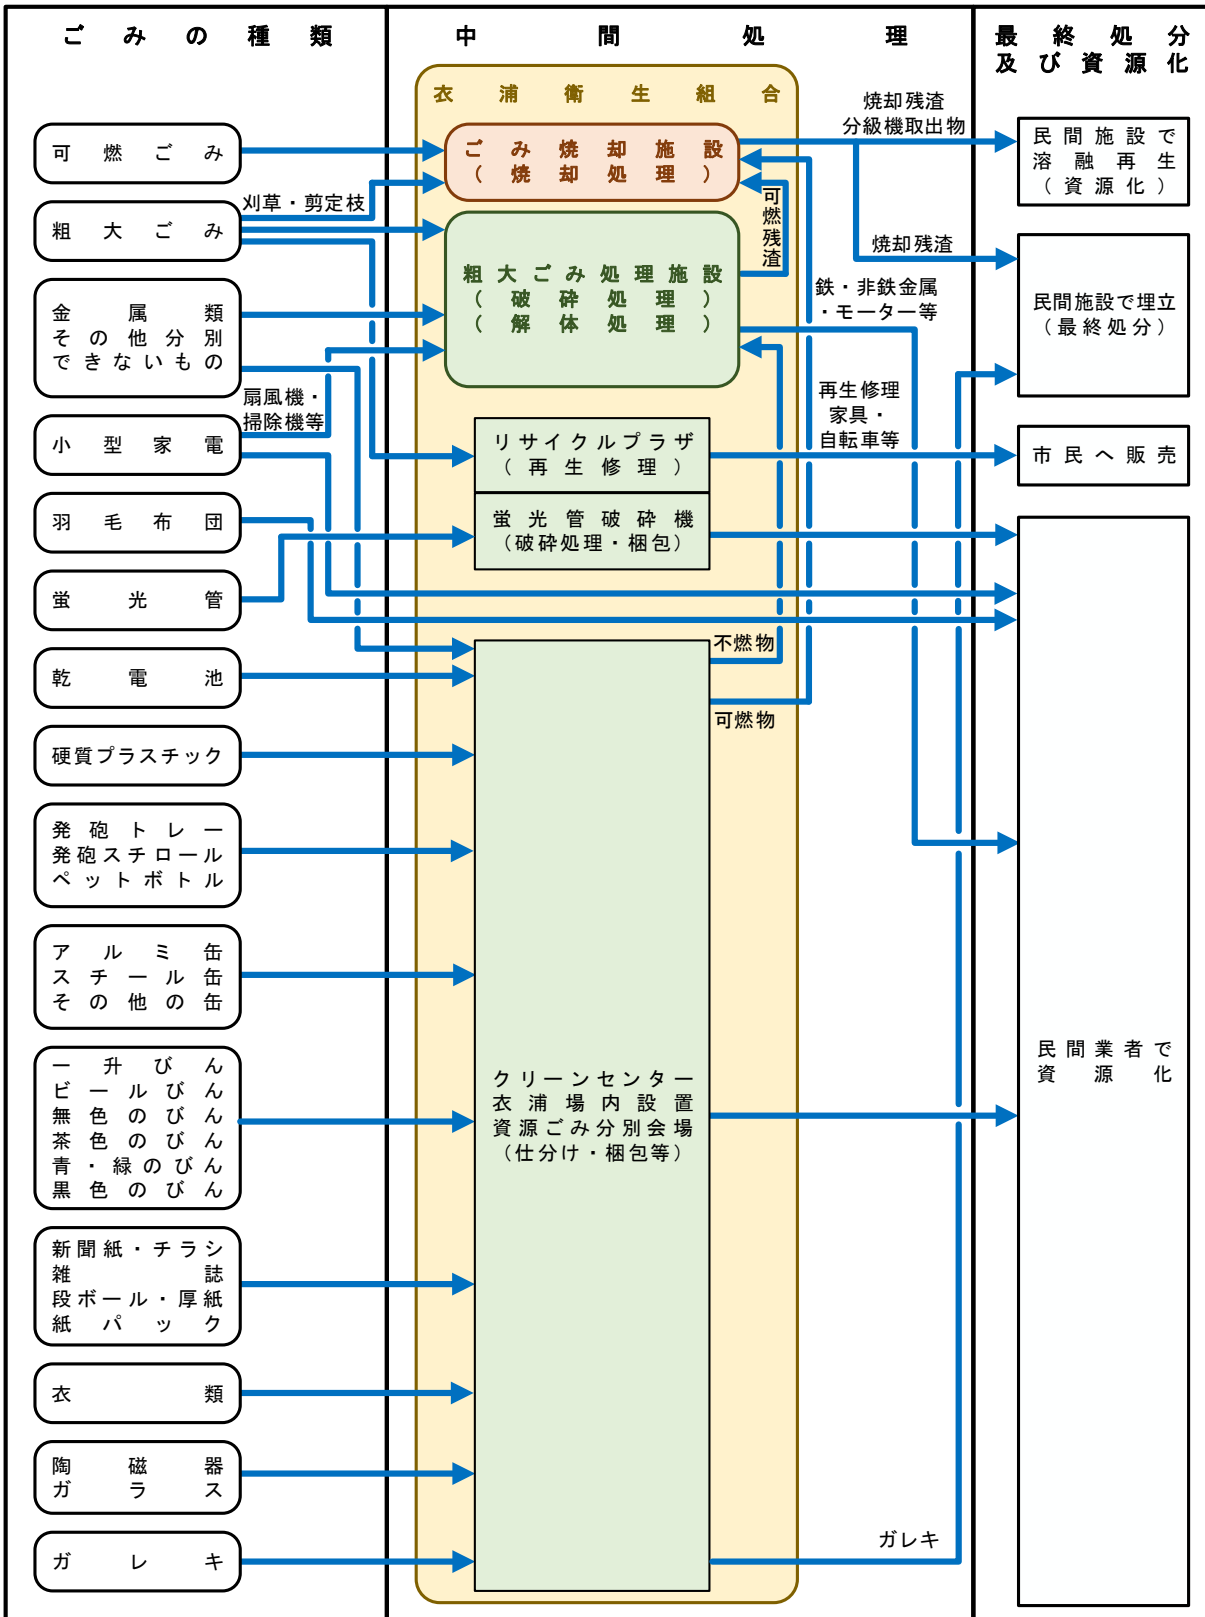 ごみの種類
可燃ごみ
粗大ごみ
刈草・剪定枝
金属類
その他分別
できないもの
扇風機・
掃除機等
小型家電
羽毛布団
蛍光管
乾電池
硬質プラスチック
発砲トレー
発砲スチロール
ペットボトル
アルミ缶
スチール缶
その他の缶
一升びん
ビールびん
無色のびん
茶色のびん
青・緑のびん
黒色のびん
新聞紙・チラシ
雑誌
段ボール・厚紙
紙パック
衣類
陶磁器
ガラス
ガレキ
中間処理
衣浦衛生組合
ごみ焼却施設
(焼却処理)
可燃残渣
粗大ごみ処理施設
(破砕処理)
(解体処理)
リサイクルプラザ
(再生修理)
蛍光管破砕機
(破砕処理・梱包)
不燃物
可燃物
クリーンセンター
衣浦場内設置
資源ごみ分別会場
(仕分け・梱包等)
焼却残渣
分級機取出物
焼却残渣
鉄・非鉄金属
・モーター等
再生修理
家具・
自転車等
ガレキ
最終処分
及び資源化
民間施設で
溶融再生
(資源化)
民間施設で埋立
(最終処分)
市民へ販売
民間業者で
資源化